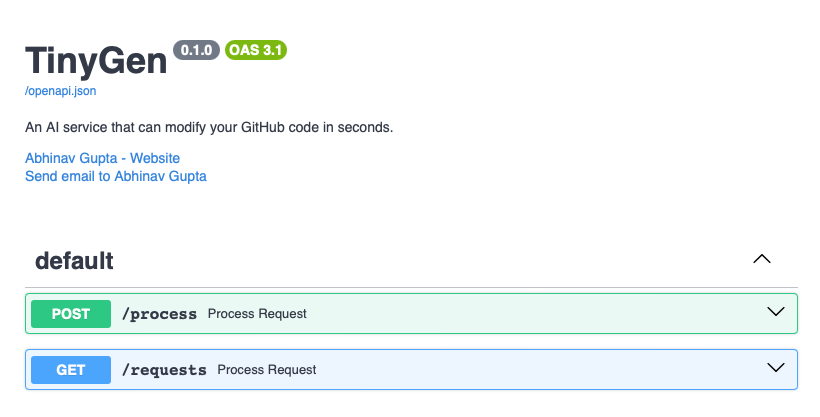 TinyGen 0.1.0 OAS 3.1
/openapi.json
An AI service that can modify your GitHub code in seconds.
Abhinav Gupta - Website
Send email to Abhinav Gupta
default
POST /process Process Request
GET /requests Process Request